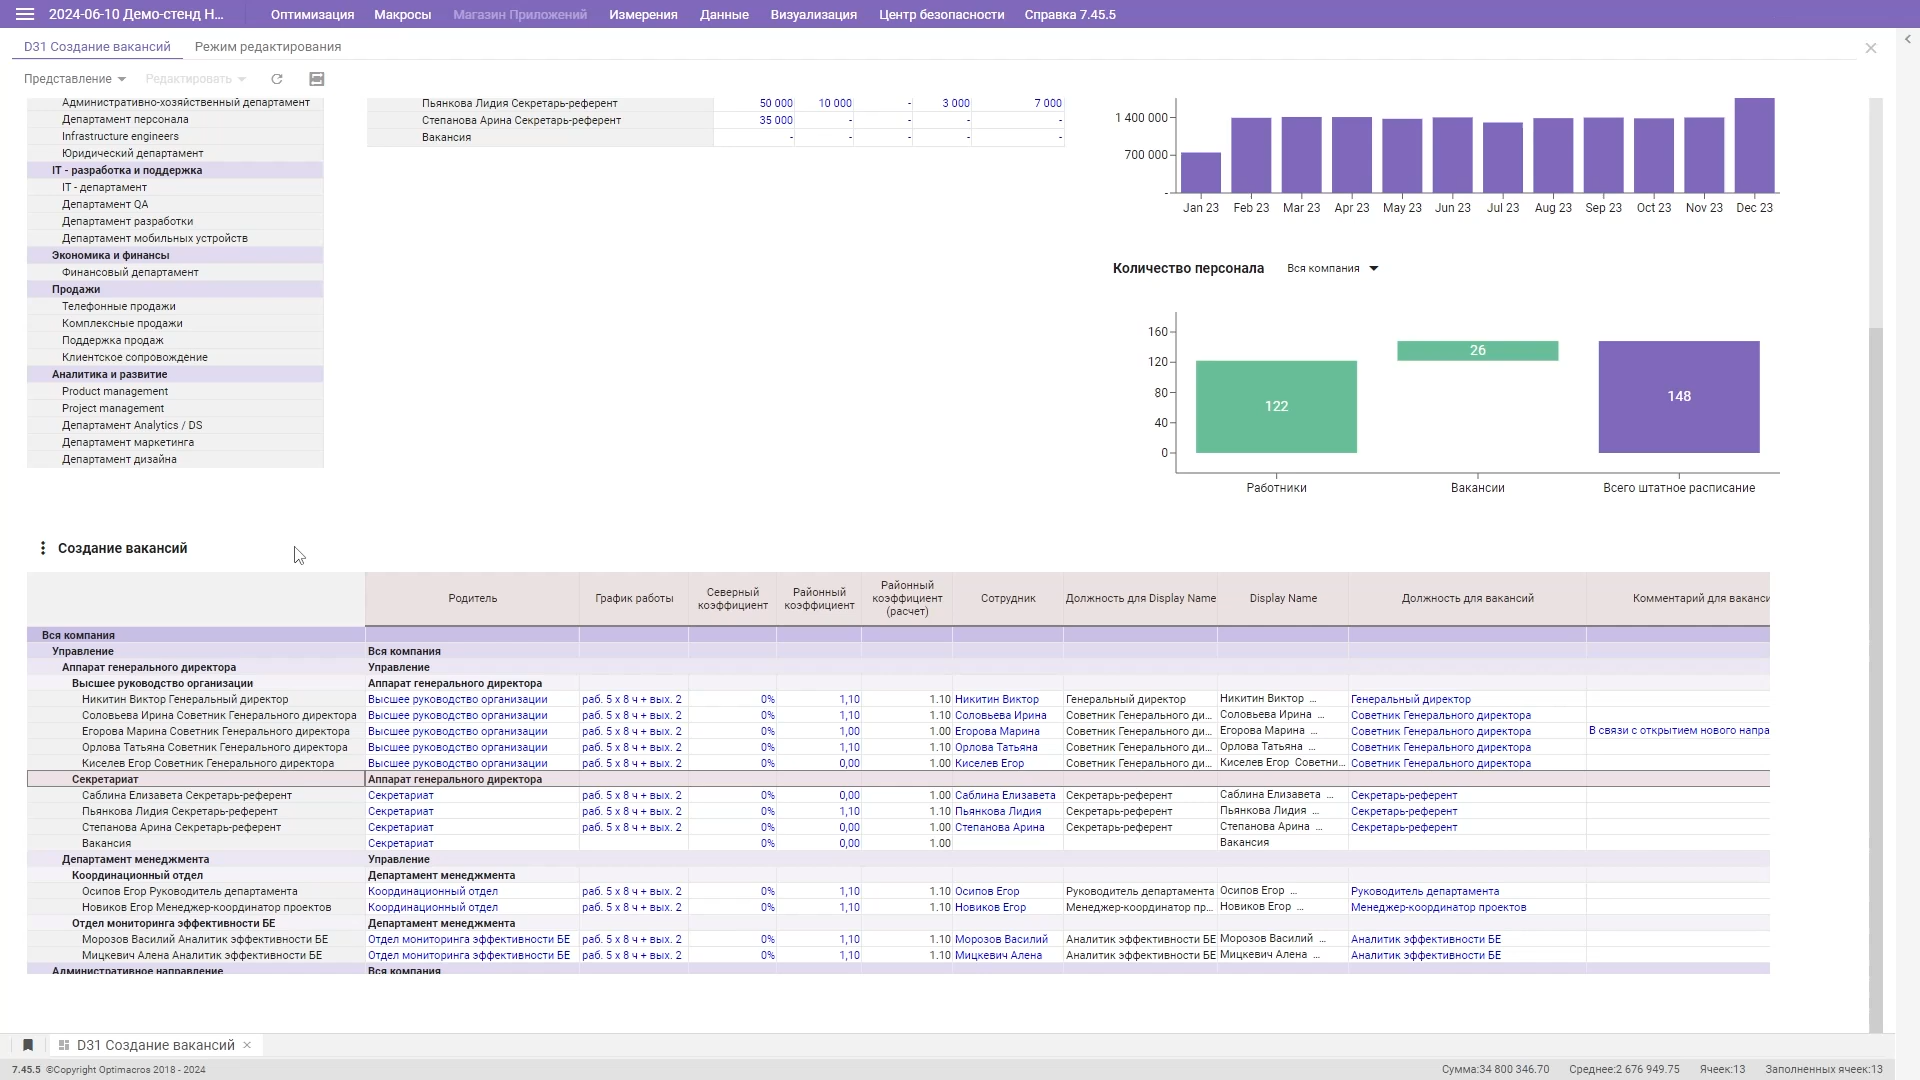 2024-06-10 Демо-стенд Н... Оптимизация Макросы Магазин Приложений Измерения Данные Визуализация Центр безопасности Справка 7.45.5
D31 Создание вакансий Режим редактирования
Представление Редактировать
Административно-хозяйственный департамент
Департамент персонала
Infrastructure engineers
Юридический департамент
IT - разработка и поддержка
IT - департамент
Департамент QA
Департамент разработки
Департамент мобильных устройств
Экономика и финансы
Финансовый департамент
Продажи
Телефонные продажи
Комплексные продажи
Поддержка продаж
Клиентское сопровождение
Аналитика и развитие
Product management
Project management
Департамент Analytics / DS
Департамент маркетинга
Департамент дизайна
Пьянкова Лидия Секретарь-референт 50 000 10 000 - 3 000 7 000
Степанова Арина Секретарь-референт 35 000 - - - -
Вакансия - - - - -
1 400 000
700 000
-
Jan 23 Feb 23 Mar 23 Apr 23 May 23 Jun 23 Jul 23 Aug 23 Sep 23 Oct 23 Nov 23 Dec 23
Количество персонала Вся компания
160
120
80
40
0
122
26
148
Работники Вакансии Всего штатное расписание
Создание вакансий
Родитель График работы Северный коэффициент Районный коэффициент Районный коэффициент (расчет) Сотрудник Должность для Display Name Display Name Должность для вакансий Комментарий для ваканси
Вся компания
Управление Вся компания
Аппарат генерального директора Управление
Высшее руководство организации Аппарат генерального директора
Никитин Виктор Генеральный директор Высшее руководство организации раб. 5 x 8 ч + вых. 2 0% 1,10 1.10 Никитин Виктор Генеральный директор Никитин Виктор ... Генеральный директор
Соловьева Ирина Советник Генерального директора Высшее руководство организации раб. 5 x 8 ч + вых. 2 0% 1,10 1.10 Соловьева Ирина Советник Генерального ди... Соловьева Ирина ... Советник Генерального директора
Егорова Марина Советник Генерального директора Высшее руководство организации раб. 5 x 8 ч + вых. 2 0% 1,00 1.00 Егорова Марина Советник Генерального ди... Егорова Марина ... Советник Генерального директора В связи с открытием нового напра
Орлова Татьяна Советник Генерального директора Высшее руководство организации раб. 5 x 8 ч + вых. 2 0% 1,10 1.10 Орлова Татьяна Советник Генерального ди... Орлова Татьяна ... Советник Генерального директора
Киселев Егор Советник Генерального директора Высшее руководство организации раб. 5 x 8 ч + вых. 2 0% 0,00 1.00 Киселев Егор Советник Генерального ди... Киселев Егор Советни... Советник Генерального директора
Секретариат Аппарат генерального директора
Саблина Елизавета Секретарь-референт Секретариат раб. 5 x 8 ч + вых. 2 0% 0,00 1.00 Саблина Елизавета Секретарь-референт Саблина Елизавета ... Секретарь-референт
Пьянкова Лидия Секретарь-референт Секретариат раб. 5 x 8 ч + вых. 2 0% 1,10 1.10 Пьянкова Лидия Секретарь-референт Пьянкова Лидия ... Секретарь-референт
Степанова Арина Секретарь-референт Секретариат раб. 5 x 8 ч + вых. 2 0% 0,00 1.00 Степанова Арина Секретарь-референт Степанова Арина ... Секретарь-референт
Вакансия Секретариат 0% 0,00 1.00 Вакансия
Департамент менеджмента Управление
Координационный отдел Департамент менеджмента
Осипов Егор Руководитель департамента Координационный отдел раб. 5 x 8 ч + вых. 2 0% 1,10 1.10 Осипов Егор Руководитель департамента Осипов Егор ... Руководитель департамента
Новиков Егор Менеджер-координатор проектов Координационный отдел раб. 5 x 8 ч + вых. 2 0% 1,10 1.10 Новиков Егор Менеджер-координатор пр... Новиков Егор ... Менеджер-координатор проектов
Отдел мониторинга эффективности БЕ Департамент менеджмента
Морозов Василий Аналитик эффективности БЕ Отдел мониторинга эффективности БЕ раб. 5 x 8 ч + вых. 2 0% 1,10 1.10 Морозов Василий Аналитик эффективности БЕ Морозов Василий ... Аналитик эффективности БЕ
Мицкевич Алена Аналитик эффективности БЕ Отдел мониторинга эффективности БЕ раб. 5 x 8 ч + вых. 2 0% 1,10 1.10 Мицкевич Алена Аналитик эффективности БЕ Мицкевич Алена ... Аналитик эффективности БЕ
Административное направление Вся компания
D31 Создание вакансий
7.45.5 ©Copyright Optimacros 2018 - 2024 Сумма:34 800 346.70 Среднее:2 676 949.75 Ячеек:13 Заполненных ячеек:13